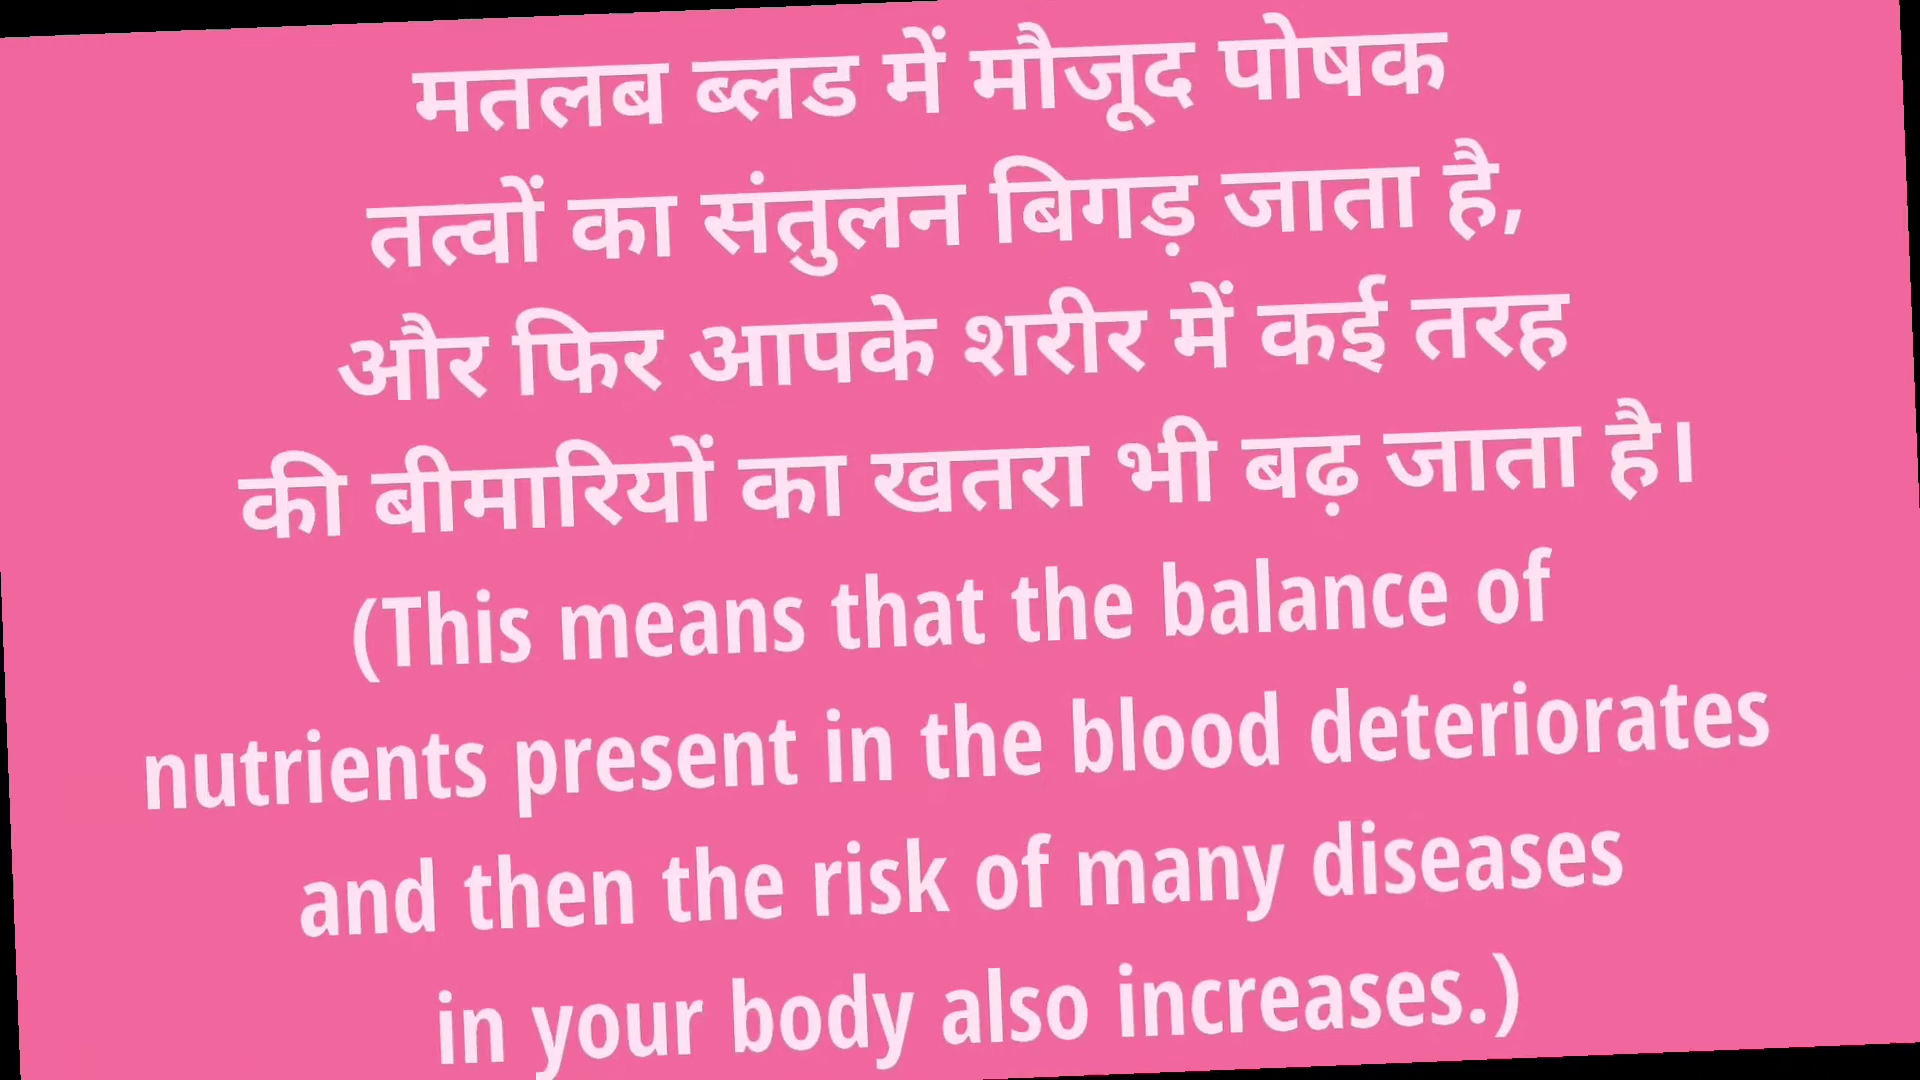 मतलब ब्लड में मौजूद पोषक
तत्वों का संतुलन बिगड़ जाता है,
और फिर आपके शरीर में कई तरह
की बीमारियों का खतरा भी बढ़ जाता है।
(This means that the balance of
nutrients present in the blood deteriorates
and then the risk of many diseases
in your body also increases.)